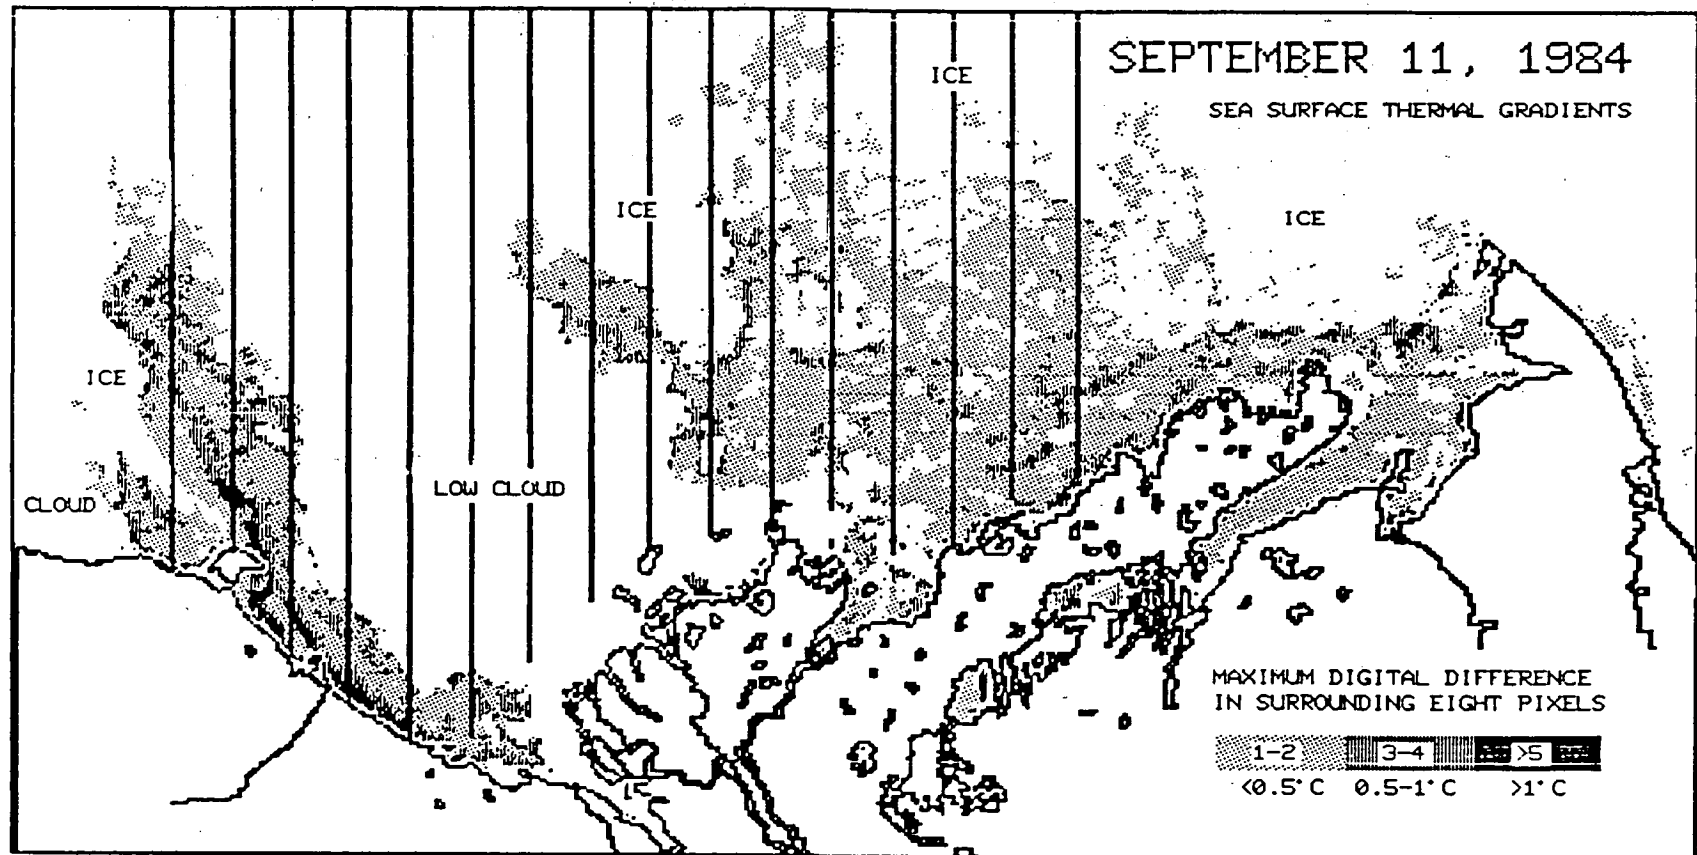 SEPTEMBER 11, 1984
SEA SURFACE THERMAL GRADIENTS
ICE
ICE
ICE
ICE
LOW CLOUD
CLOUD
MAXIMUM DIGITAL DIFFERENCE
IN SURROUNDING EIGHT PIXELS
1-2 3-4 >5
<0.5°C 0.5-1°C >1°C